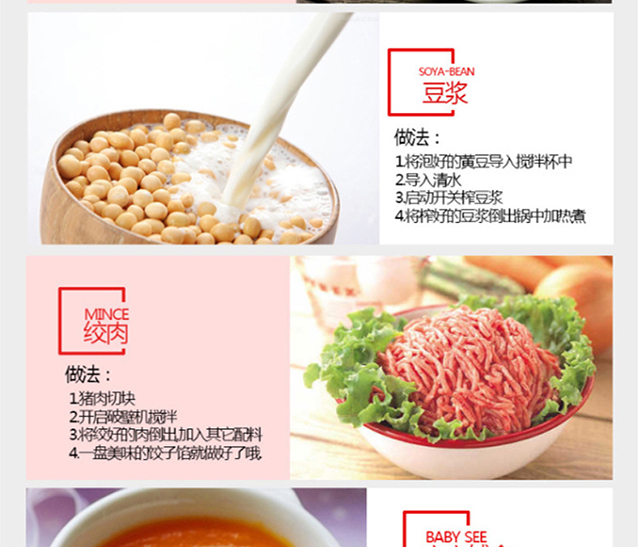 SOYA-BEAN
豆浆
做法：
1.将泡好的黄豆导入搅拌杯中
2.导入清水
3.启动开关榨豆浆
4.将榨好的豆浆倒出锅中加热煮
MINCE
绞肉
做法：
1.猪肉切块
2.开启破壁机搅拌
3.将绞好的肉倒出,加入其它配料
4.一盘美味的饺子馅就做好了哦.
BABY SEE